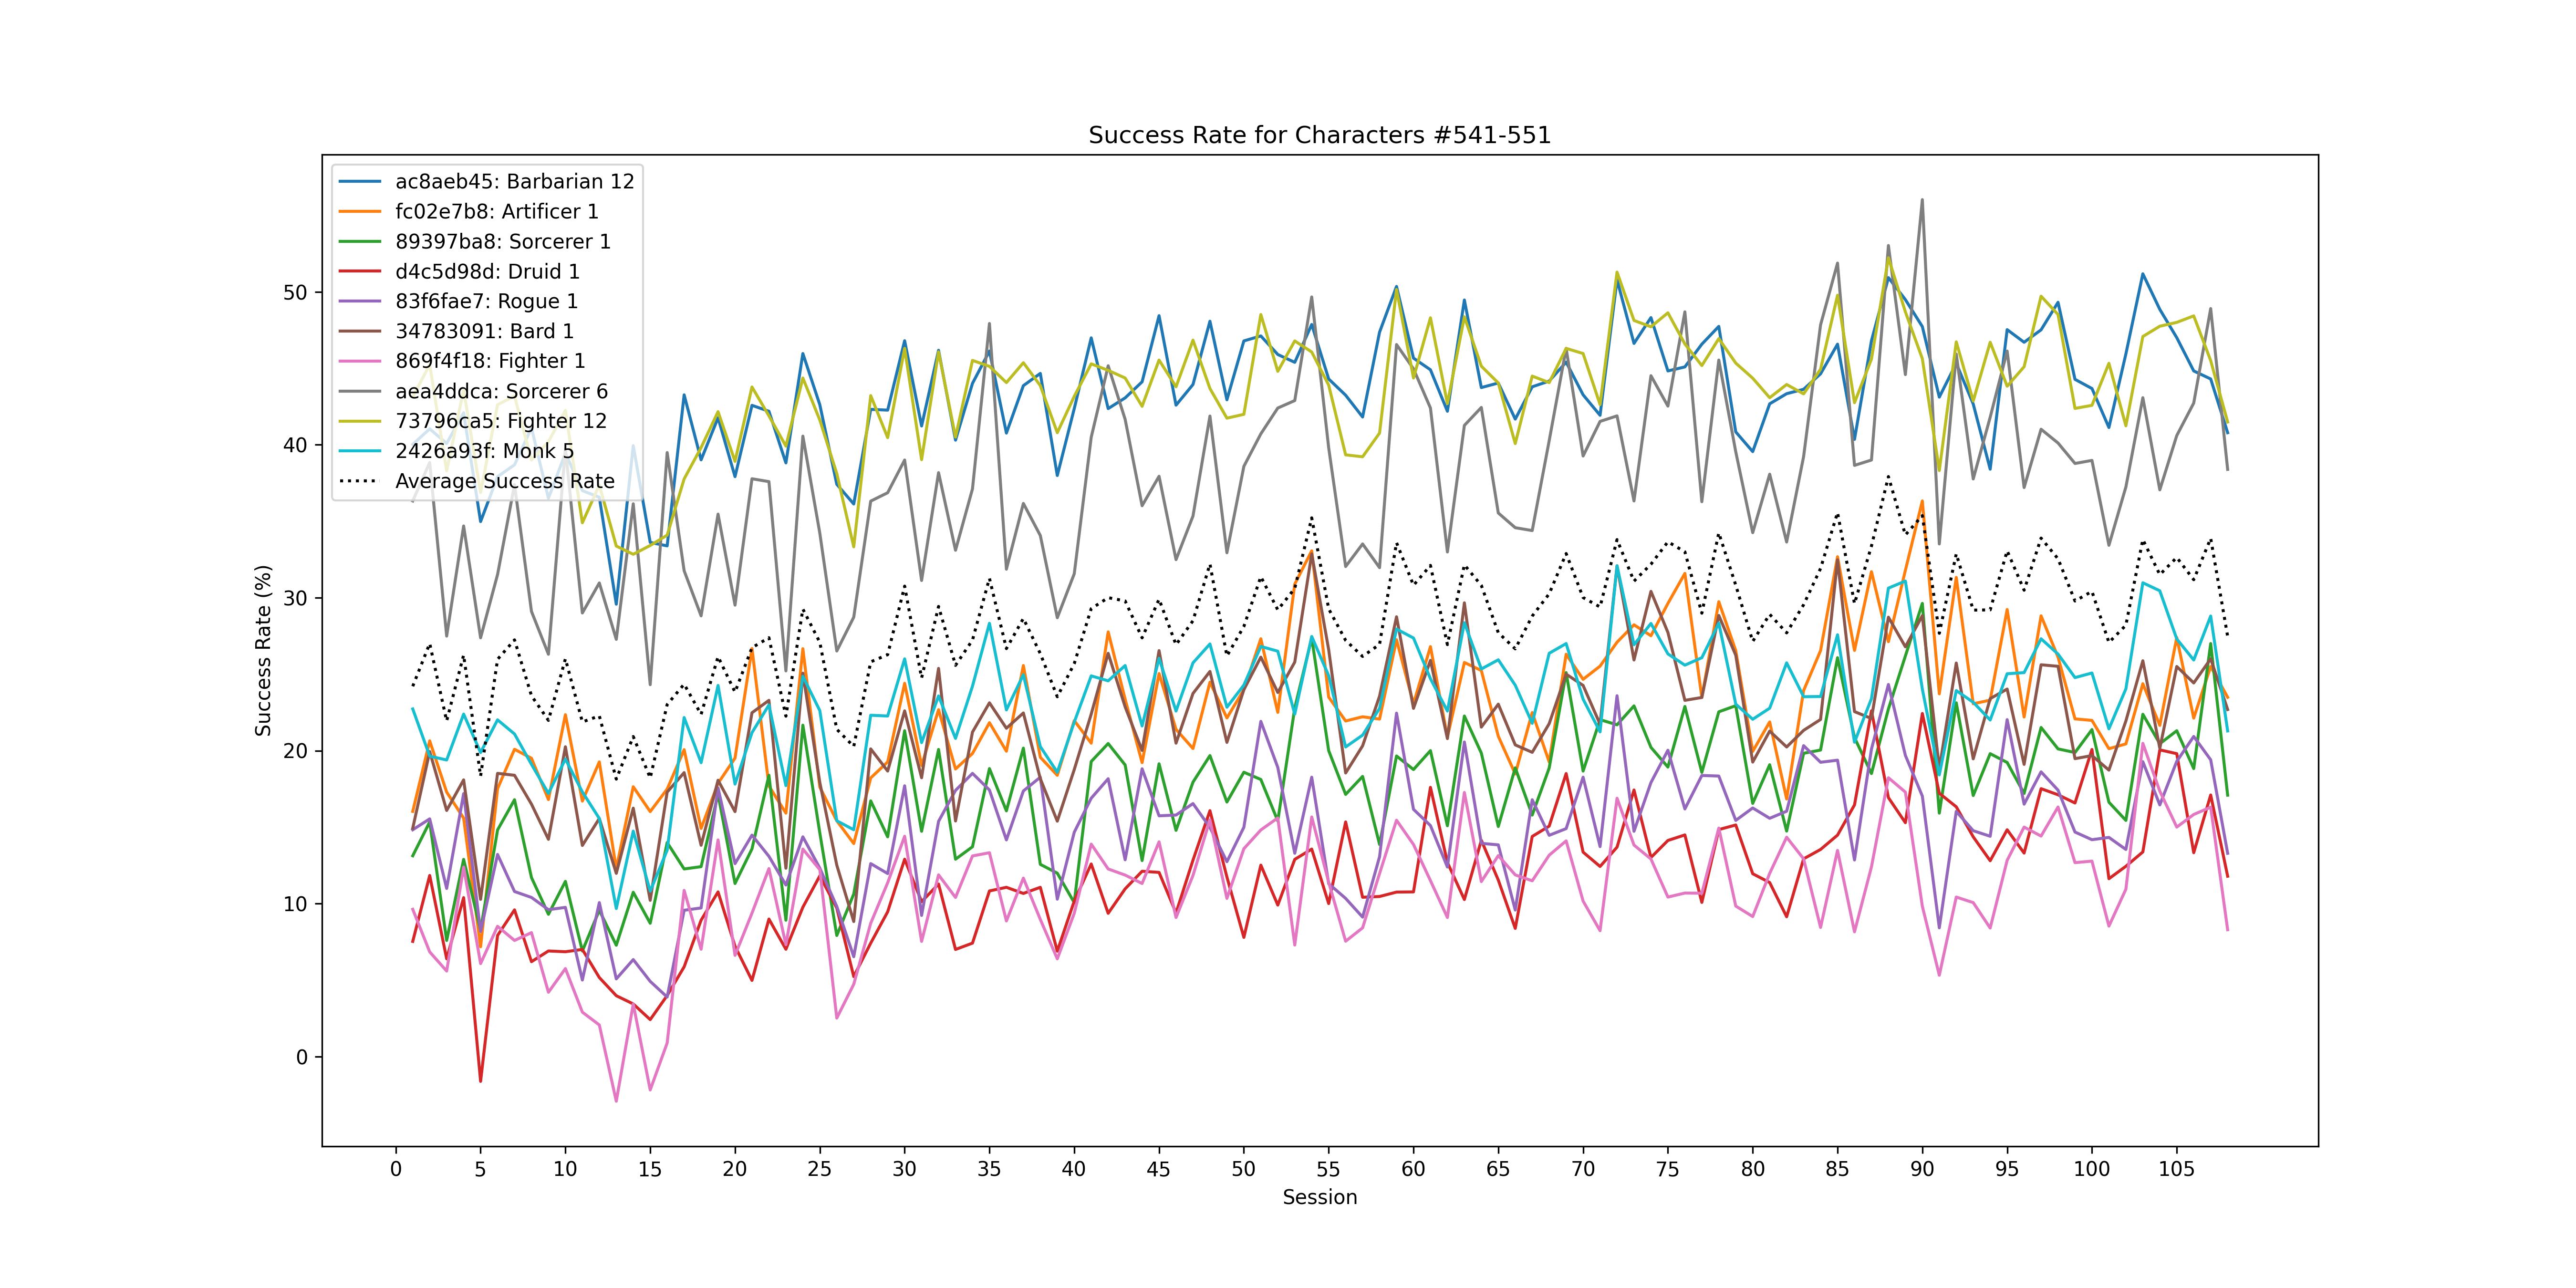 Success Rate for Characters #541-551
ac8aeb45: Barbarian 12
fc02e7b8: Artificer 1
89397ba8: Sorcerer 1
d4c5d98d: Druid 1
83f6fae7: Rogue 1
34783091: Bard 1
869f4f18: Fighter 1
aea4ddca: Sorcerer 6
73796ca5: Fighter 12
2426a93f: Monk 5
Average Success Rate
Success Rate (%)
50
40
30
20
10
0
0 5 10 15 20 25 30 35 40 45 50 55 60 65 70 75 80 85 90 95 100 105
Session